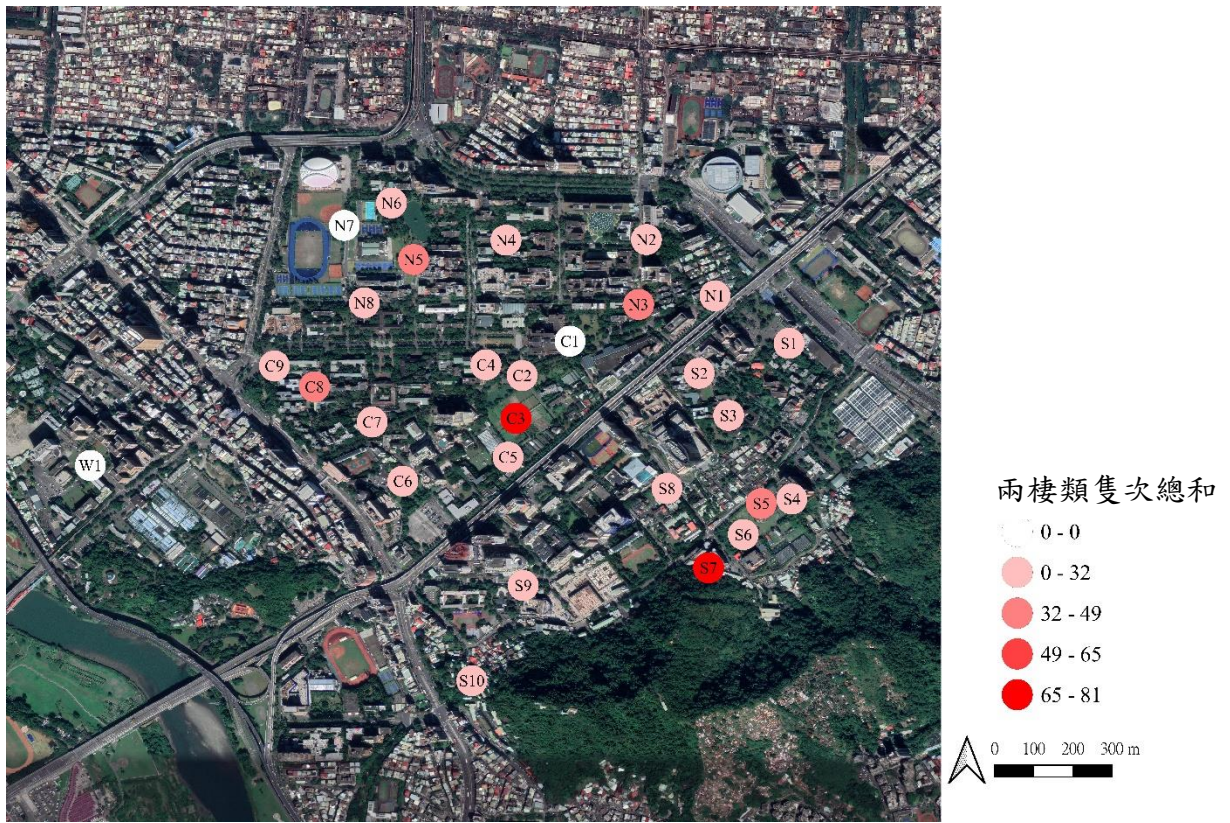 N6
N7
N4
N2
N5
N8
N3
N1
C1
S1
C9
C4
C2
S2
C8
C7
C3
S3
C5
W1
C6
S8
S5
S4
S6
S7
S9
S10
兩棲類隻次總和
0 - 0
0 - 32
32 - 49
49 - 65
65 - 81
0 100 200 300 m